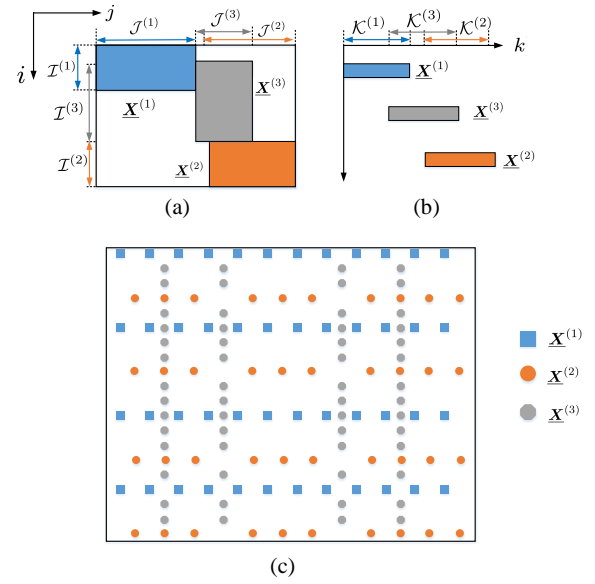 j
𝒥⁽¹⁾ 𝒥⁽³⁾ 𝒥⁽²⁾
i
ℐ⁽¹⁾
ℐ⁽³⁾
ℐ⁽²⁾
X⁽¹⁾
X⁽³⁾
X⁽²⁾
(a)
𝒦⁽¹⁾ 𝒦⁽³⁾ 𝒦⁽²⁾
k
X⁽¹⁾
X⁽³⁾
X⁽²⁾
(b)
X⁽¹⁾
X⁽²⁾
X⁽³⁾
(c)